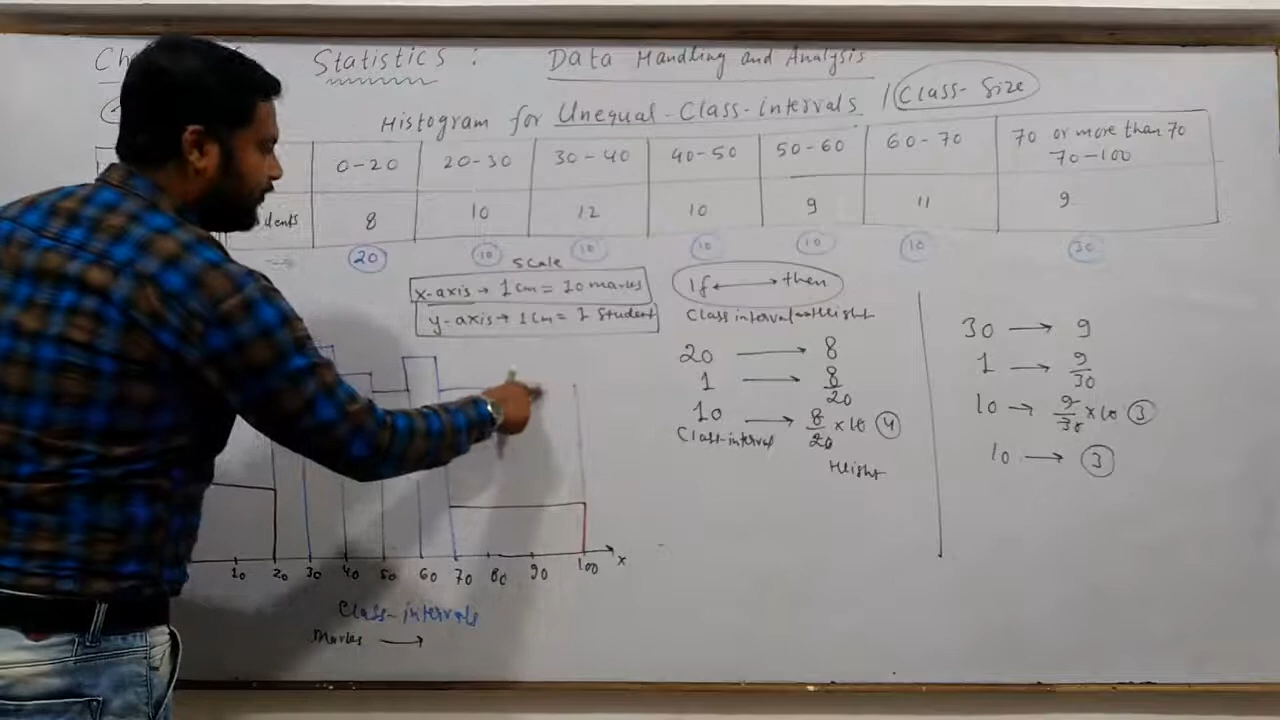 Statistics : Data Handling and Analysis
Histogram for Unequal-Class-intervals / Class-Size
0-20 20-30 30-40 40-50 50-60 60-70 70 or more than 70
70-100
dents 8 10 12 10 9 11 9
20 10 10 10 10 10 30
Scale
x-axis → 1 cm = 10 marks
y-axis → 1 cm = 1 Student
If ⟷ then
Class interval Height
20 → 8
1 → 8/20
10 → 8/20 × 10 4
Class-interval Height
30 → 9
1 → 9/30
10 → 9/30 × 10 3
10 → 3
10 20 30 40 50 60 70 80 90 100 x
Class-intervals
Marks →